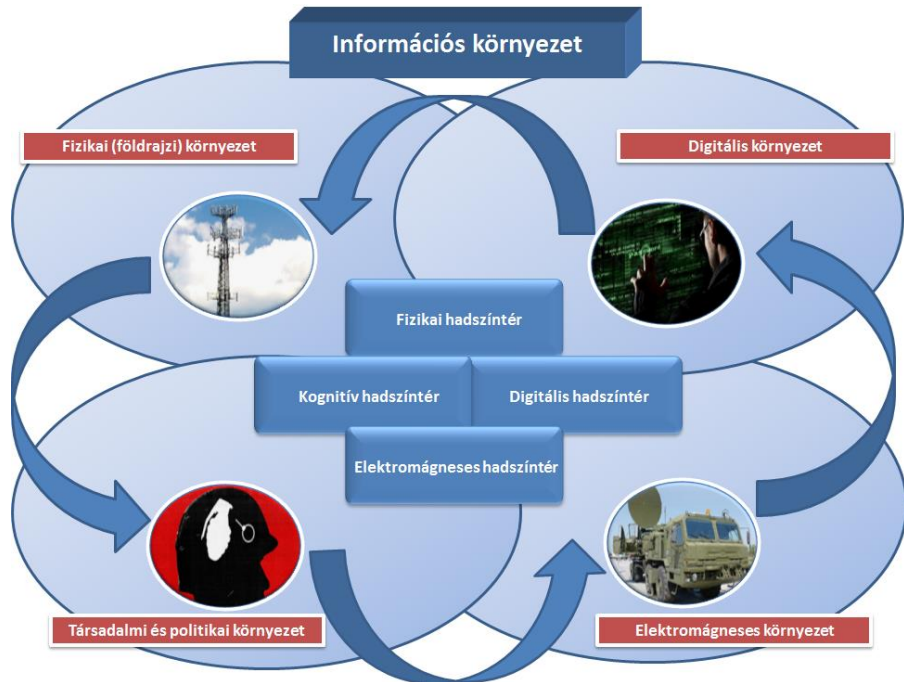 Információs környezet
Fizikai (földrajzi) környezet
Digitális környezet
Fizikai hadszíntér
Kognitív hadszíntér
Digitális hadszíntér
Elektromágneses hadszíntér
Társadalmi és politikai környezet
Elektromágneses környezet